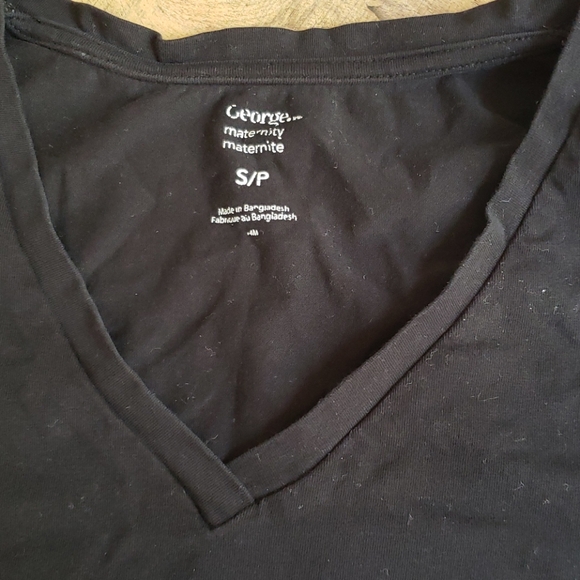 George
maternity
maternite
S/P
Made in Bangladesh
Fabriqué au Bangladesh